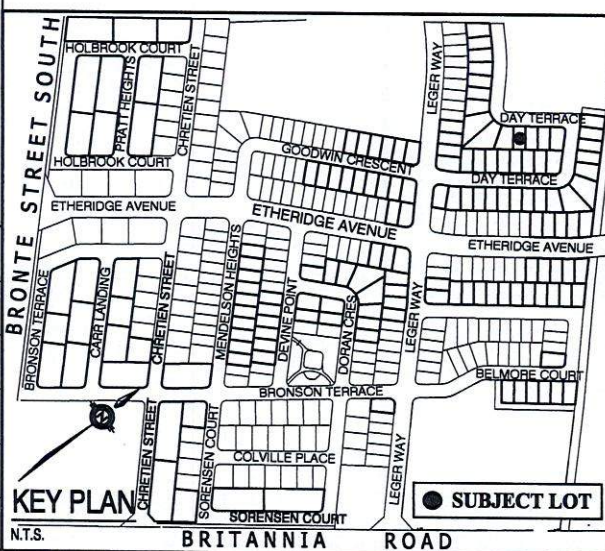 HOLBROOK COURT
BRONTE STREET SOUTH
PRATT HEIGHTS
CHRETIEN STREET
LEGER WAY
DAY TERRACE
GOODWIN CRESCENT
HOLBROOK COURT
DAY TERRACE
ETHERIDGE AVENUE
ETHERIDGE AVENUE
ETHERIDGE AVENUE
BRONSON TERRACE
CARR LANDING
CHRETIEN STREET
MENDELSON HEIGHTS
DEVINE POINT
DORAN CRES
LEGER WAY
BELMORE COURT
BRONSON TERRACE
CHRETIEN STREET
SORENSEN COURT
COLVILLE PLACE
LEGER WAY
KEY PLAN
SORENSEN COURT
SUBJECT LOT
N.T.S.
BRITANNIA ROAD